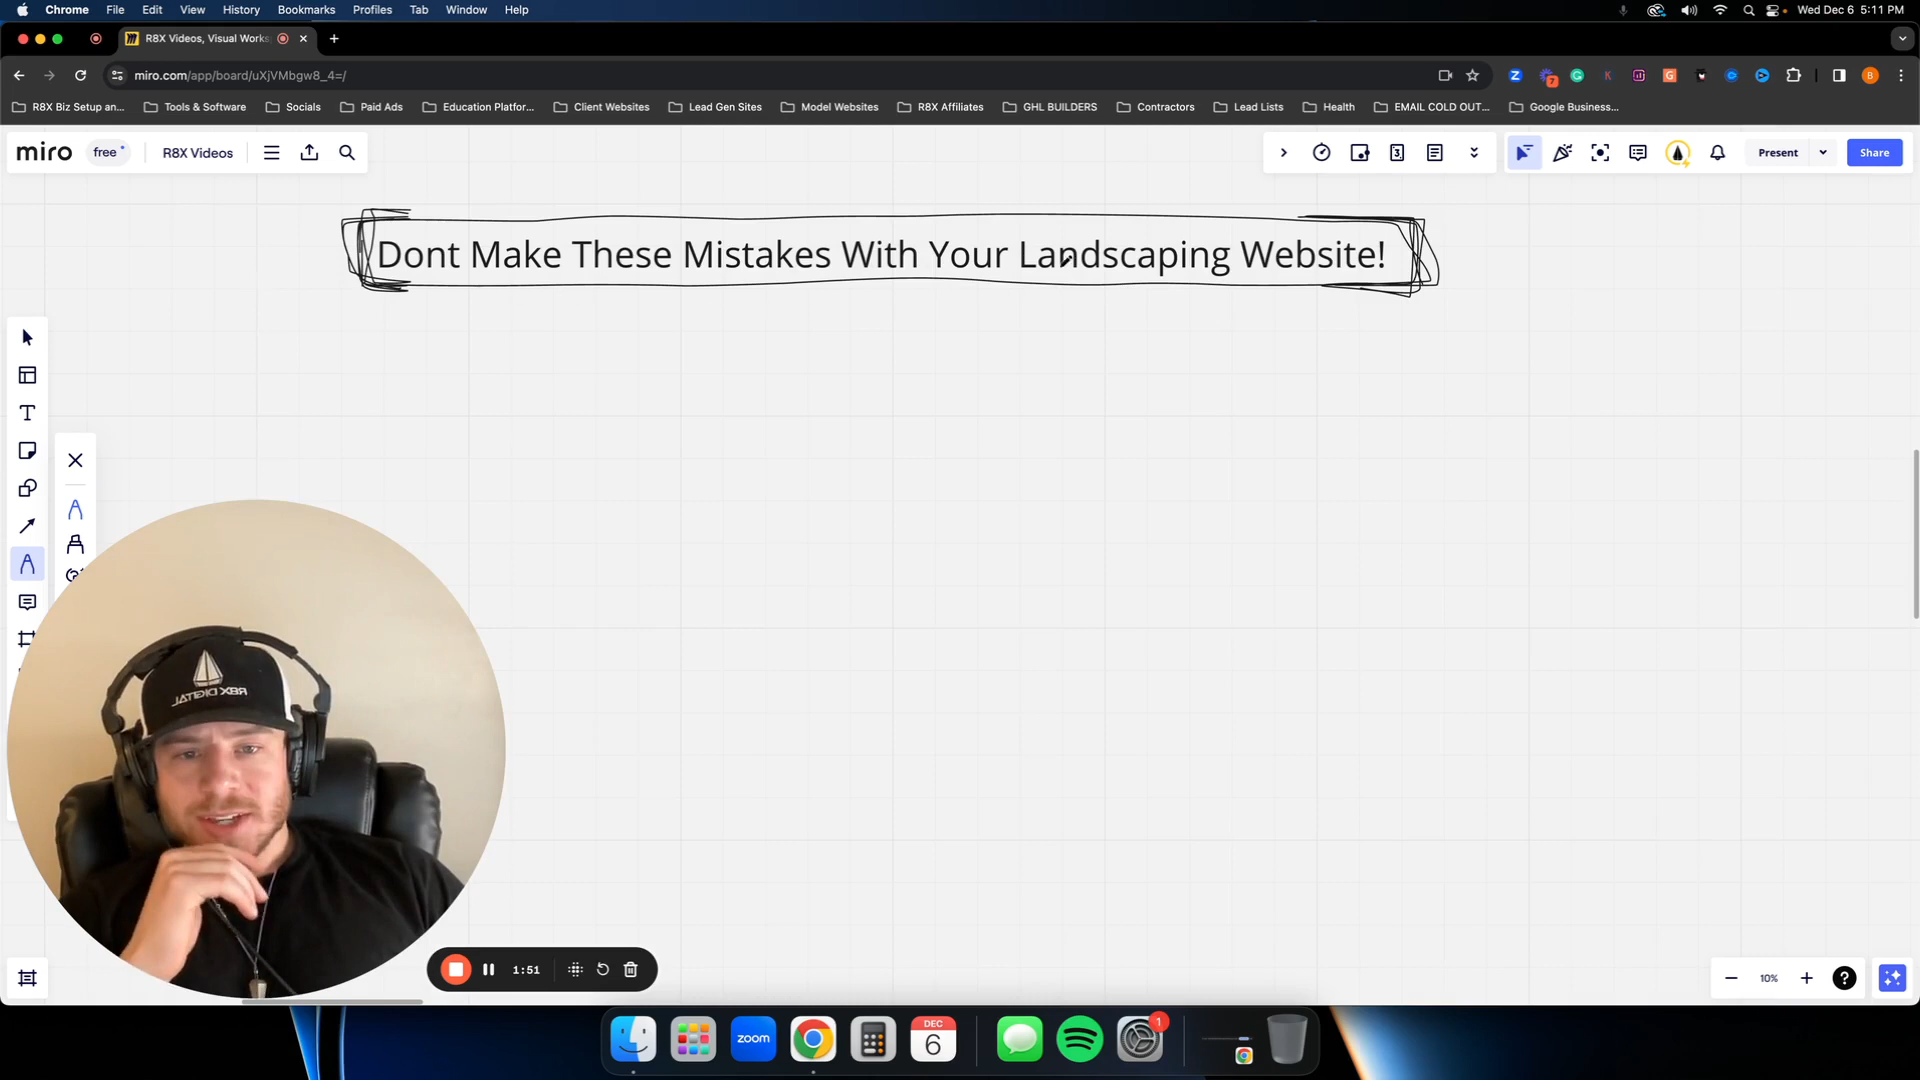 Chrome File Edit View History Bookmarks Profiles Tab Window Help Wed Dec 6 5:11 PM
R8X Videos, Visual Works
miro.com/app/board/uXjVMbgw8_4=/
R8X Biz Setup an... Tools & Software Socials Paid Ads Education Platfor... Client Websites Lead Gen Sites Model Websites R8X Affiliates GHL BUILDERS Contractors Lead Lists Health EMAIL COLD OUT... Google Business...
miro free R8X Videos Present Share
Dont Make These Mistakes With Your Landscaping Website!
R8X DIGITAL
1:51
10%
zoom
DEC
6
1